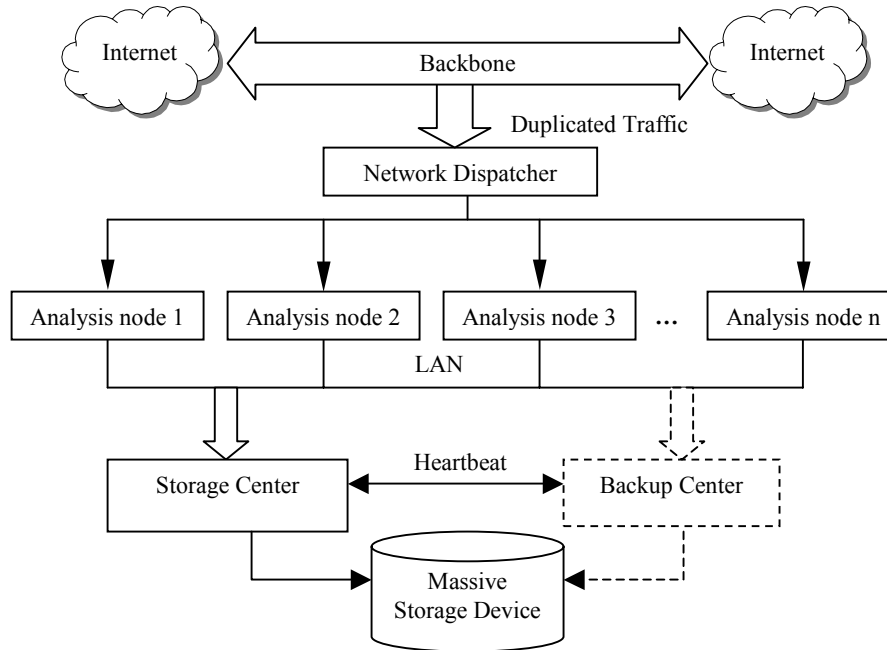 Internet
Internet
Backbone
Duplicated Traffic
Network Dispatcher
Analysis node 1
Analysis node 2
Analysis node 3
...
Analysis node n
LAN
Storage Center
Heartbeat
Backup Center
Massive
Storage Device